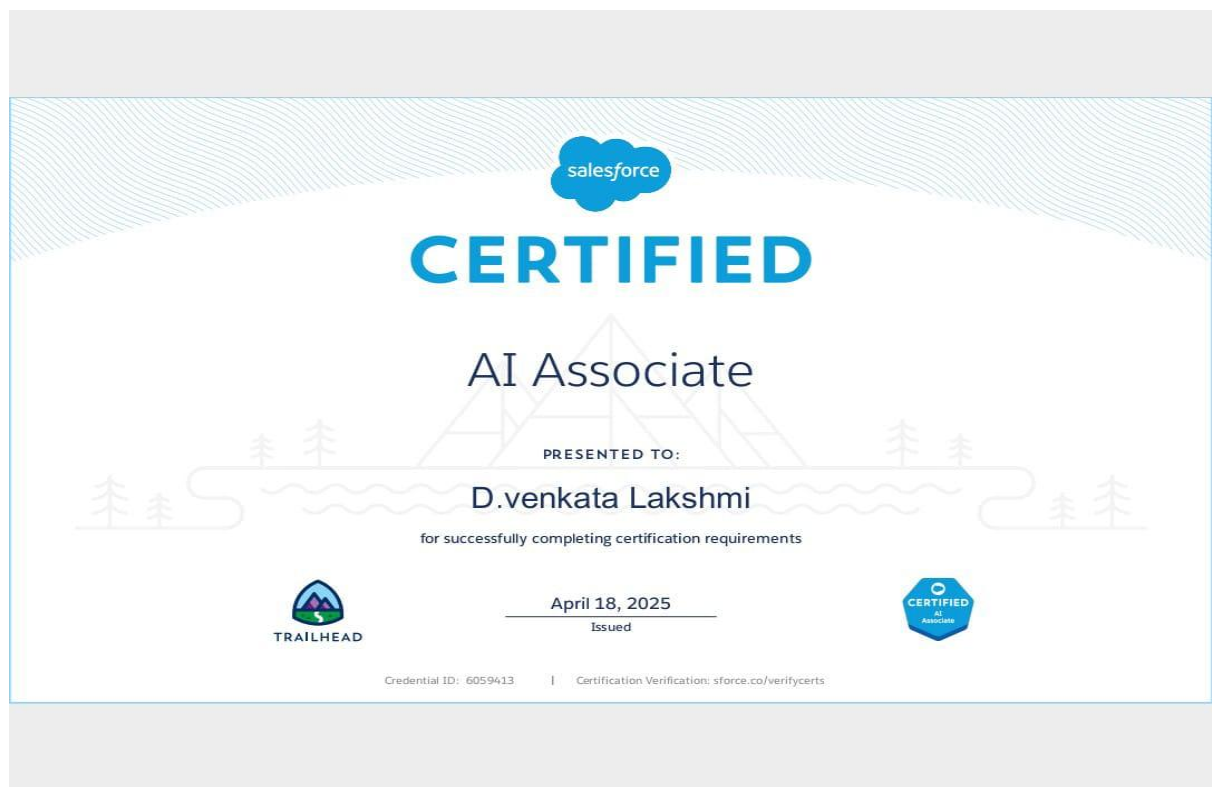 salesforce
CERTIFIED
AI Associate
PRESENTED TO:
D.venkata Lakshmi
for successfully completing certification requirements
April 18, 2025
Issued
TRAILHEAD
CERTIFIED
AI
Associate
Credential ID: 6059413 | Certification Verification: sforce.co/verifycerts